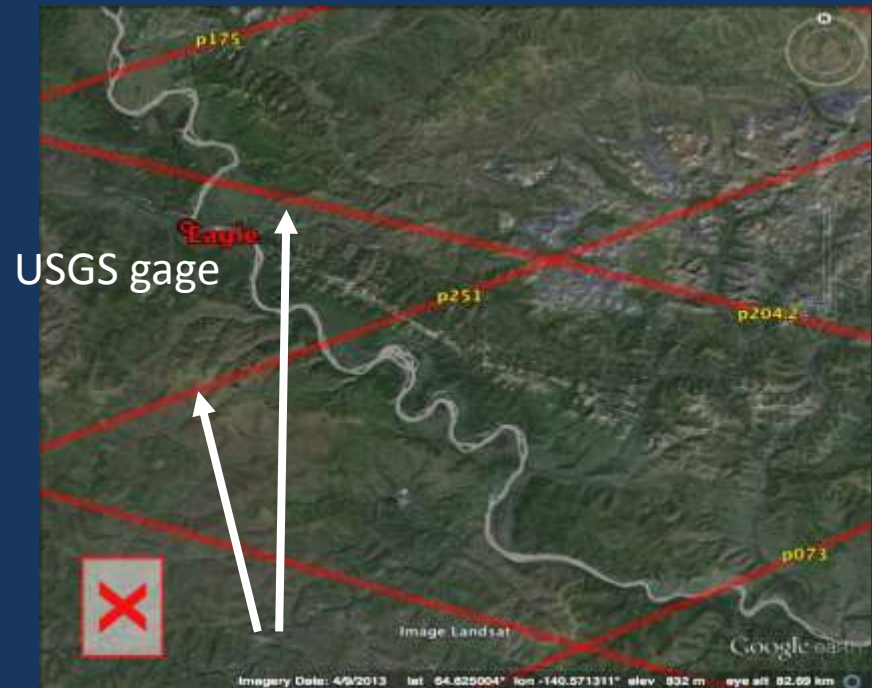 p175
Eagle
USGS gage
p251
p204.2
p073
Image Landsat
Google earth
Imagery Date: 4/9/2013 lat 64.625004° lon -140.571311° elev 832 m eye alt 82.69 km